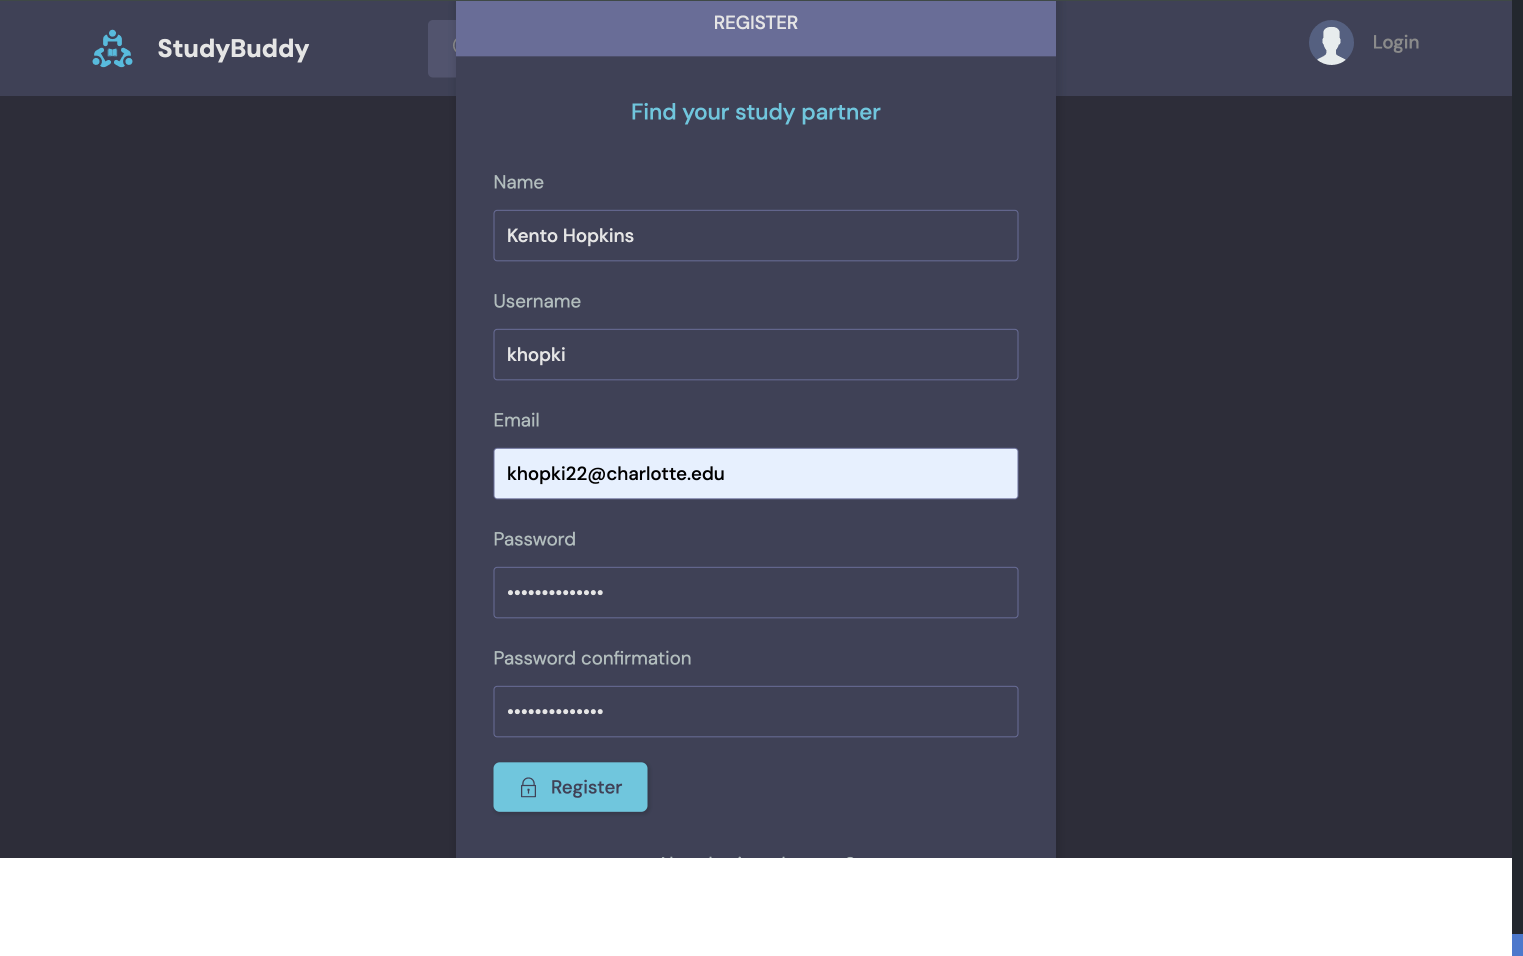 REGISTER
StudyBuddy
Login
Find your study partner
Name
Kento Hopkins
Username
khopki
Email
khopki22@charlotte.edu
Password
••••••••••••••
Password confirmation
••••••••••••••
Register